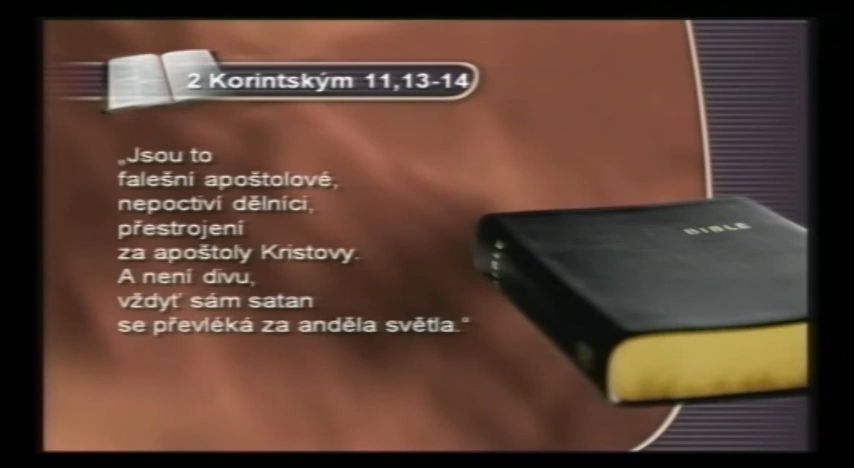 2 Korintským 11,13-14
„Jsou to
falešní apoštolové,
nepoctiví dělníci,
přestrojení
za apoštoly Kristovy.
A není divu,
vždyť sám satan
se převléká za anděla světla.“
BIBLE
BIBLE